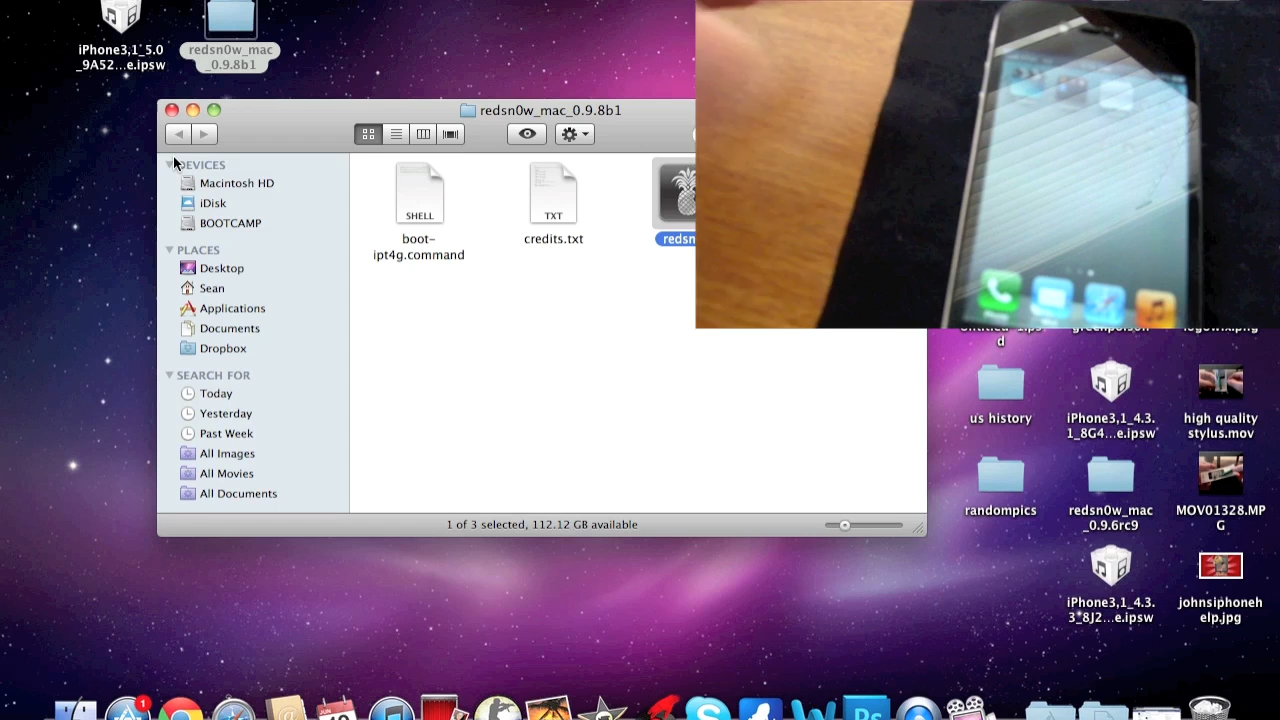 iPhone3,1_5.0
_9A52...e.ipsw
redsn0w_mac
_0.9.8b1
redsn0w_mac_0.9.8b1
DEVICES
Macintosh HD
iDisk
BOOTCAMP
PLACES
Desktop
Sean
Applications
Documents
Dropbox
SEARCH FOR
Today
Yesterday
Past Week
All Images
All Movies
All Documents
SHELL
boot-
ipt4g.command
TXT
credits.txt
redsn
1 of 3 selected, 112.12 GB available
d
us history
iPhone3,1_4.3.
1_8G4...e.ipsw
high quality
stylus.mov
randompics
redsn0w_mac
_0.9.6rc9
MOV01328.MP
G
iPhone3,1_4.3.
3_8J2...e.ipsw
johnsiphoneh
elp.jpg
1
Ps